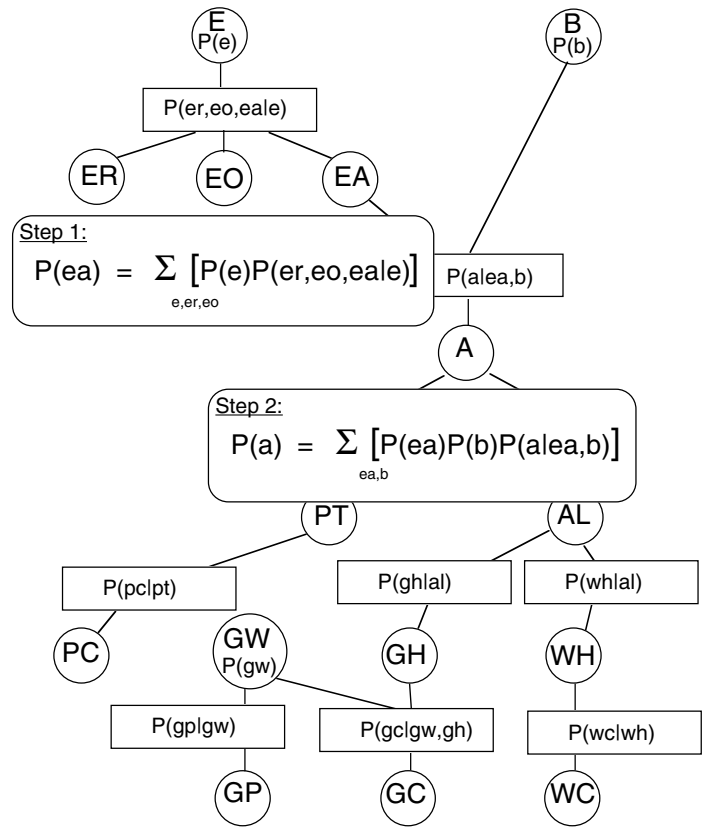 E
P(e)
B
P(b)
P(er,eo,ea|e)
ER
EO
EA
Step 1:
P(ea) = Σ [P(e)P(er,eo,ea|e)]
e,er,eo
P(a|ea,b)
A
Step 2:
P(a) = Σ [P(ea)P(b)P(a|ea,b)]
ea,b
PT
AL
P(pc|pt)
P(gh|al)
P(wh|al)
PC
GW
P(gw)
GH
WH
P(gp|gw)
P(gc|gw,gh)
P(wc|wh)
GP
GC
WC